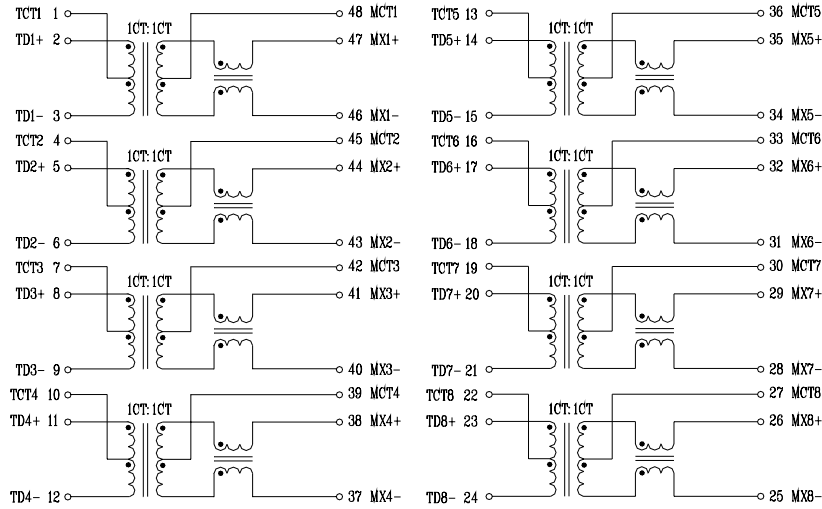 TCT1 1 48 MCT1
1CT:1CT
TD1+ 2 47 MX1+
TD1- 3 46 MX1-
TCT2 4 45 MCT2
1CT:1CT
TD2+ 5 44 MX2+
TD2- 6 43 MX2-
TCT3 7 42 MCT3
1CT:1CT
TD3+ 8 41 MX3+
TD3- 9 40 MX3-
TCT4 10 39 MCT4
1CT:1CT
TD4+ 11 38 MX4+
TD4- 12 37 MX4-
TCT5 13 36 MCT5
1CT:1CT
TD5+ 14 35 MX5+
TD5- 15 34 MX5-
TCT6 16 33 MCT6
1CT:1CT
TD6+ 17 32 MX6+
TD6- 18 31 MX6-
TCT7 19 30 MCT7
1CT:1CT
TD7+ 20 29 MX7+
TD7- 21 28 MX7-
TCT8 22 27 MCT8
1CT:1CT
TD8+ 23 26 MX8+
TD8- 24 25 MX8-